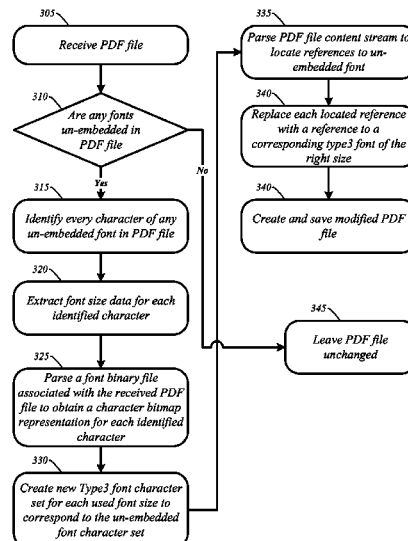 305
Receive PDF file
310
Are any fonts
un-embedded in
PDF file
Yes
No
315
Identify every character of any
un-embedded font in PDF file
320
Extract font size data for each
identified character
325
Parse a font binary file
associated with the received PDF
file to obtain a character bitmap
representation for each identified
character
330
Create new Type3 font character
set for each used font size to
correspond to the un-embedded
font character set
335
Parse PDF file content stream to
locate references to un-
embedded font
340
Replace each located reference
with a reference to a
corresponding type3 font of the
right size
340
Create and save modified PDF
file
345
Leave PDF file
unchanged